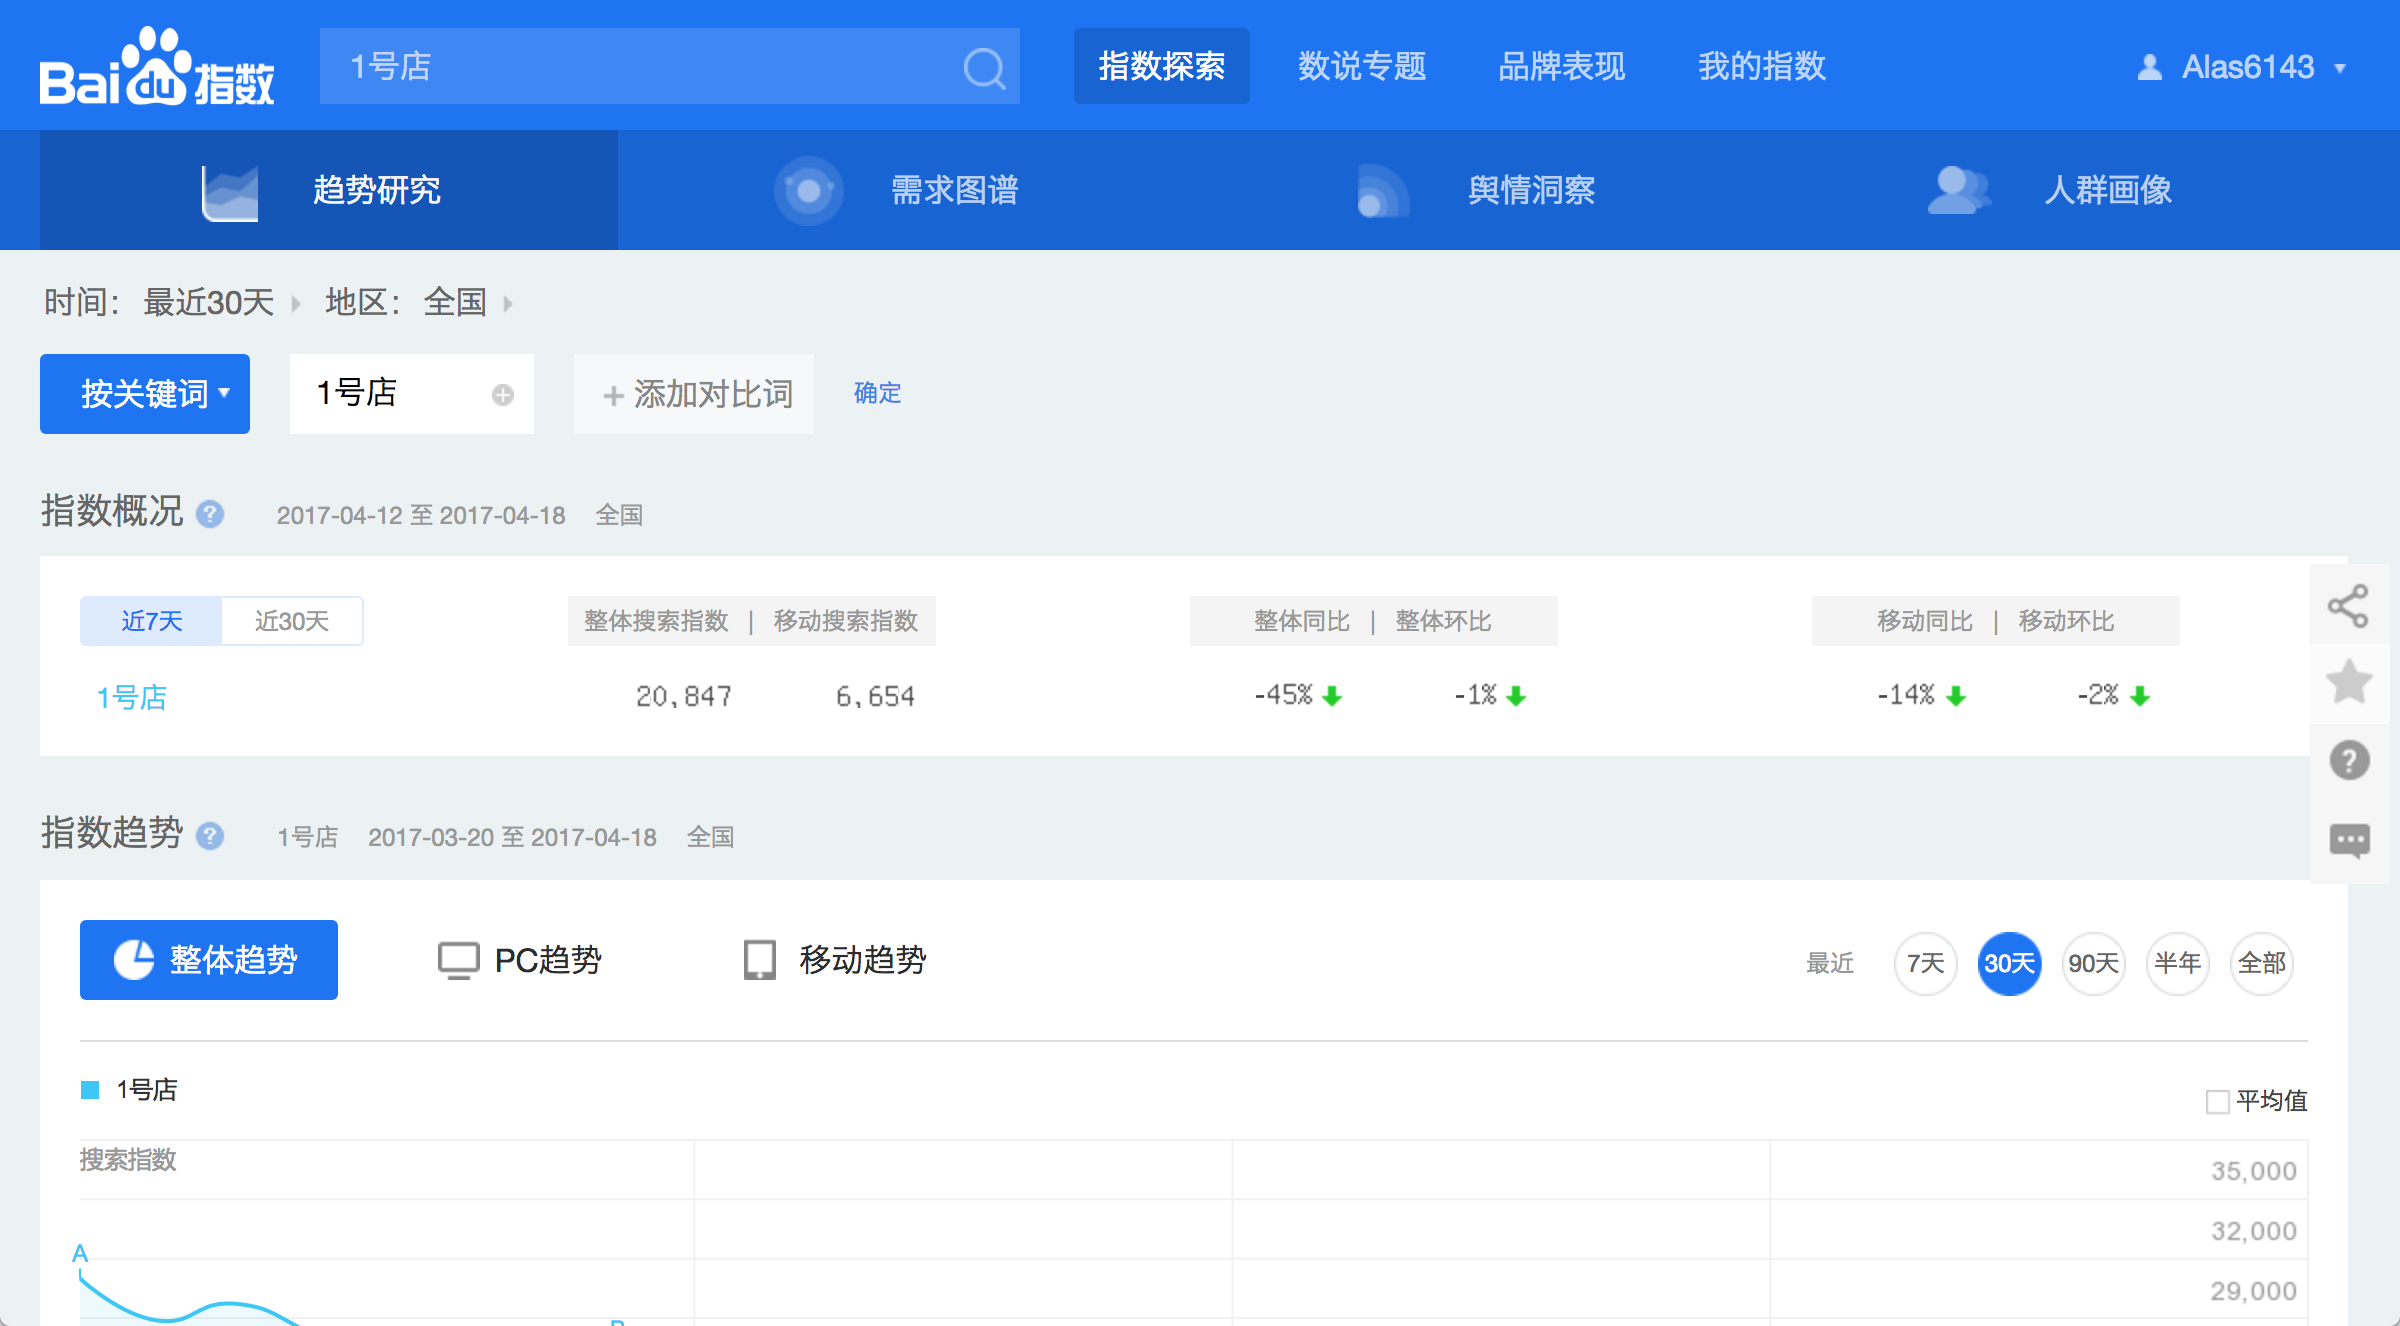 Bai du 指数
1号店
指数探索 数说专题 品牌表现 我的指数
Alas6143
趋势研究 需求图谱 舆情洞察 人群画像
时间： 最近30天 地区： 全国
按关键词 1号店 + 添加对比词 确定
指数概况 ? 2017-04-12 至 2017-04-18 全国
近7天 近30天 整体搜索指数 | 移动搜索指数 整体同比 | 整体环比 移动同比 | 移动环比
1号店 20,847 6,654 -45% -1% -14% -2%
指数趋势 ? 1号店 2017-03-20 至 2017-04-18 全国
整体趋势 PC趋势 移动趋势 最近 7天 30天 90天 半年 全部
1号店
平均值
搜索指数
35,000
32,000
A
29,000